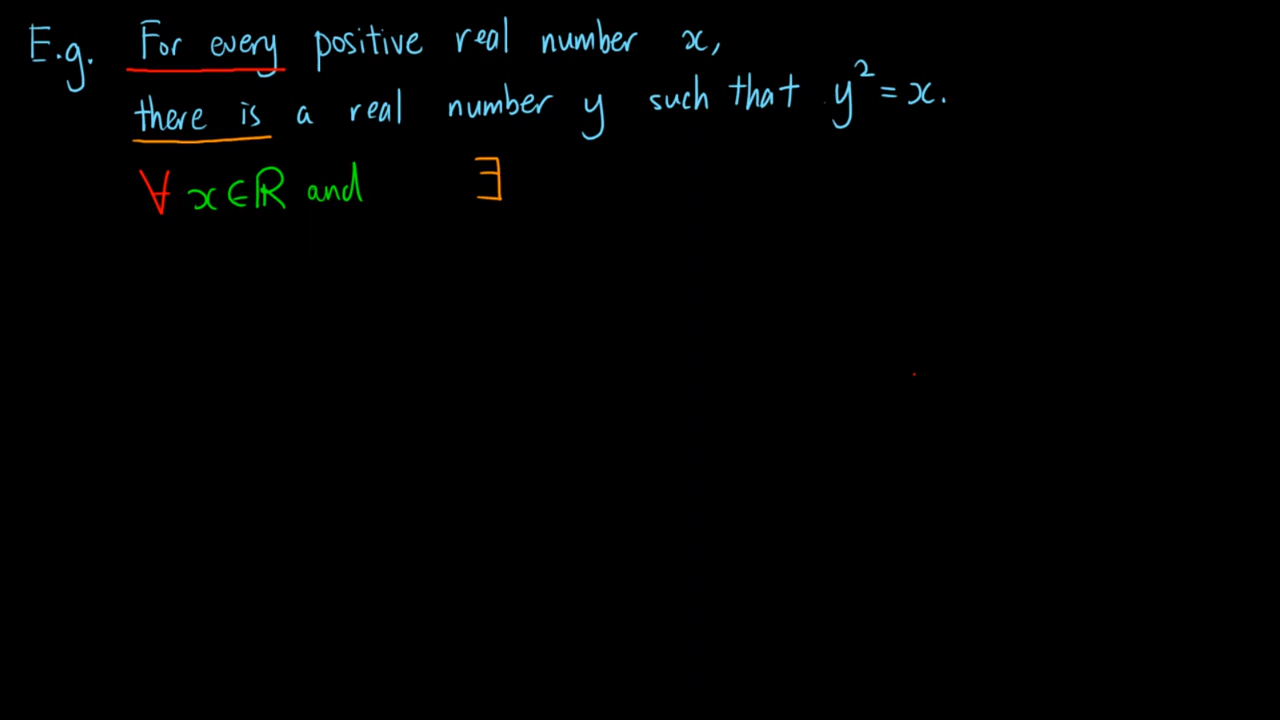 E.g. For every positive real number x,
there is a real number y such that y² = x.
∀ x∈ℝ and ∃